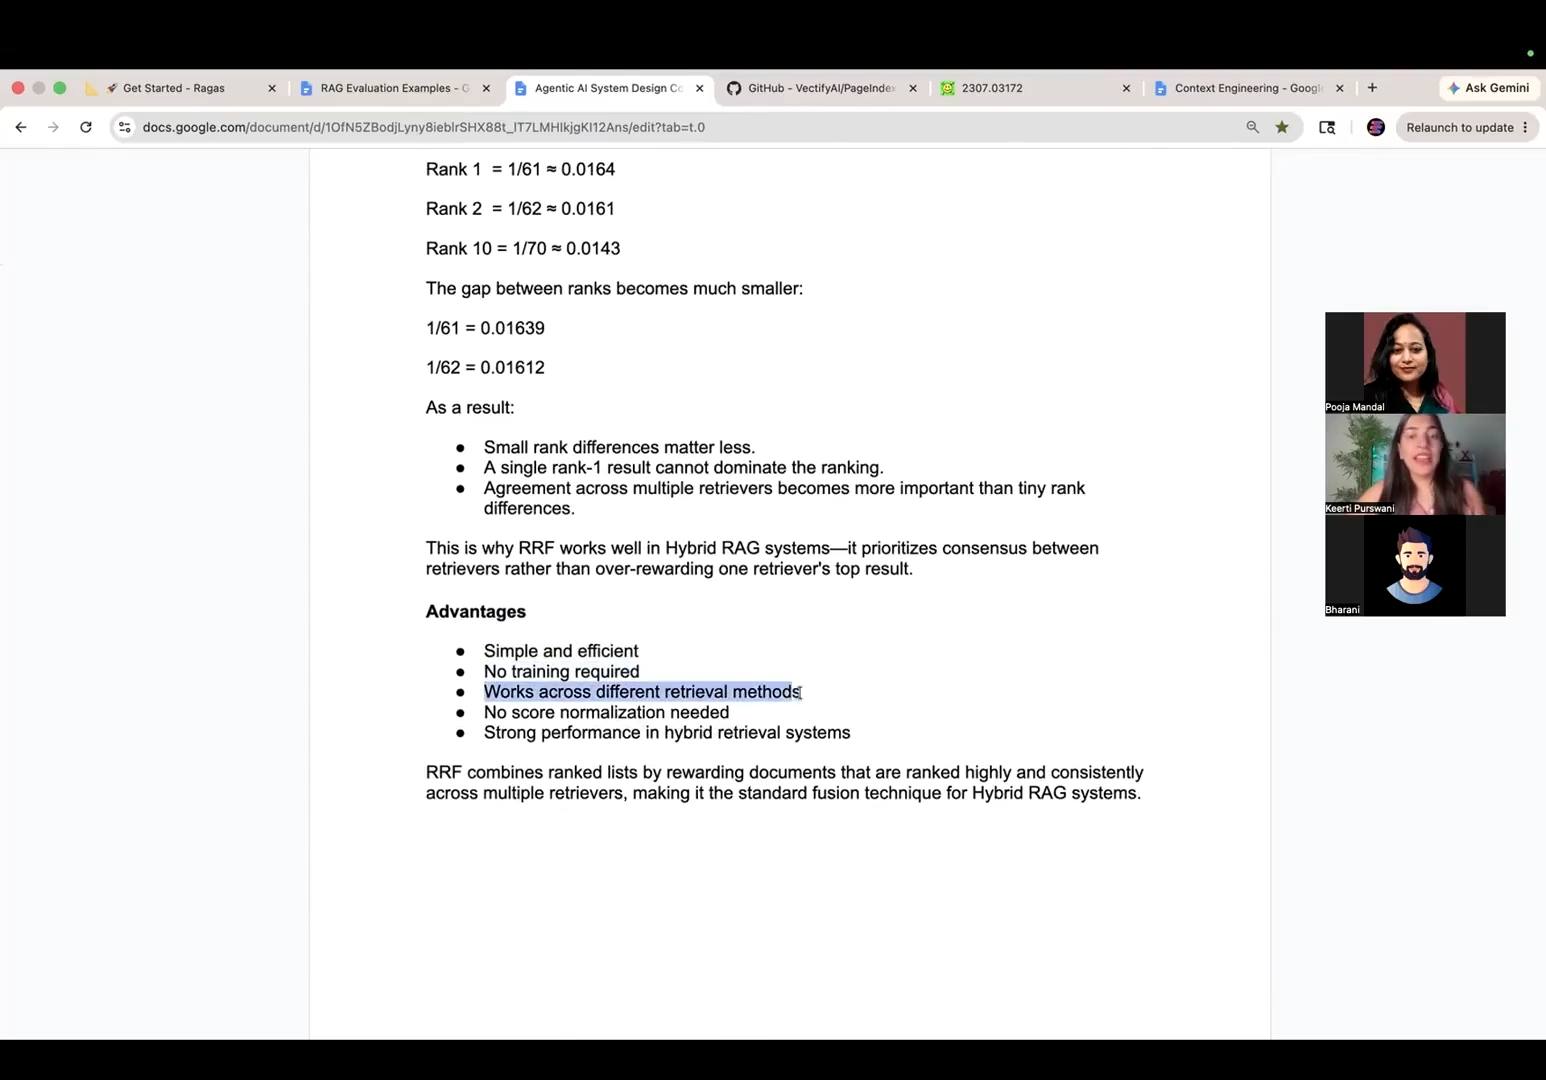 Get Started - Ragas
RAG Evaluation Examples - G
Agentic AI System Design Co
GitHub - VectifyAI/PageIndex
2307.03172
Context Engineering - Google
Ask Gemini
docs.google.com/document/d/1OfN5ZBodjLyny8ieblrSHX88t_IT7LMHIkjgKI12Ans/edit?tab=t.0
Relaunch to update
Rank 1 = 1/61 ≈ 0.0164
Rank 2 = 1/62 ≈ 0.0161
Rank 10 = 1/70 ≈ 0.0143
The gap between ranks becomes much smaller:
1/61 = 0.01639
1/62 = 0.01612
As a result:
● Small rank differences matter less.
● A single rank-1 result cannot dominate the ranking.
● Agreement across multiple retrievers becomes more important than tiny rank
differences.
This is why RRF works well in Hybrid RAG systems—it prioritizes consensus between
retrievers rather than over-rewarding one retriever's top result.
Advantages
● Simple and efficient
● No training required
● Works across different retrieval methods
● No score normalization needed
● Strong performance in hybrid retrieval systems
RRF combines ranked lists by rewarding documents that are ranked highly and consistently
across multiple retrievers, making it the standard fusion technique for Hybrid RAG systems.
Pooja Mandal
Keerti Purswani
Bharani